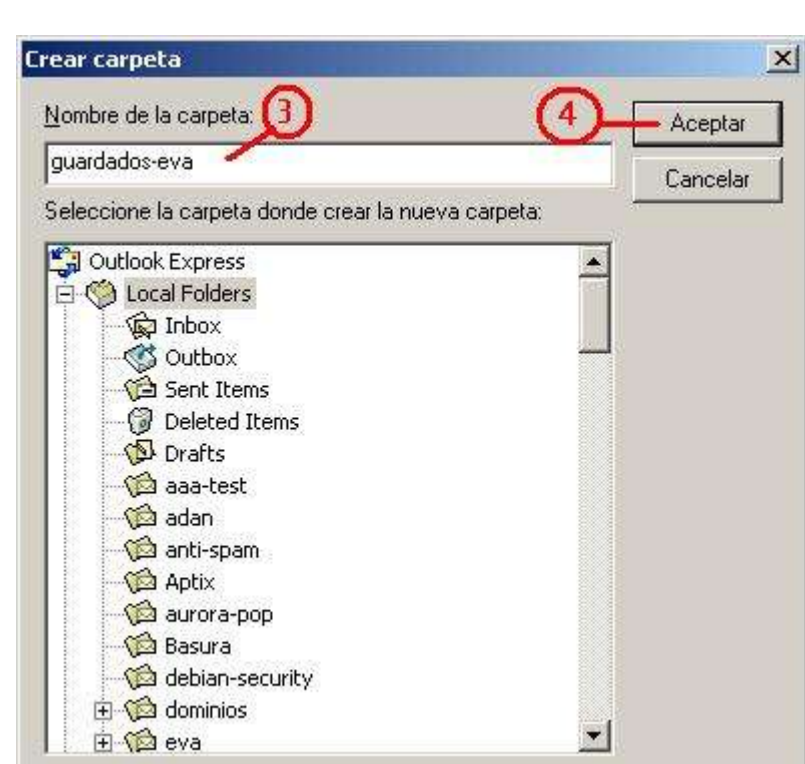 Crear carpeta
Nombre de la carpeta: 3
4
Aceptar
guardados-eva
Cancelar
Seleccione la carpeta donde crear la nueva carpeta:
Outlook Express
Local Folders
Inbox
Outbox
Sent Items
Deleted Items
Drafts
aaa-test
adan
anti-spam
Aptix
aurora-pop
Basura
debian-security
dominios
eva